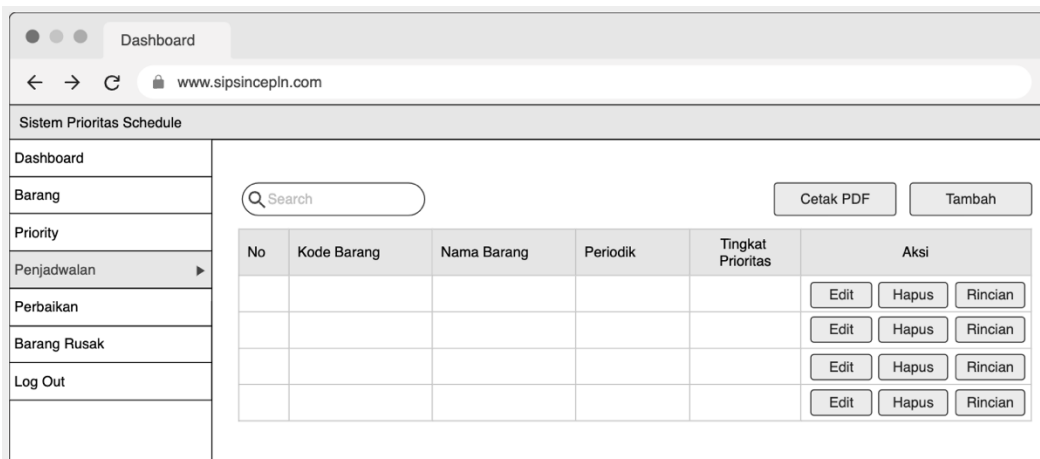 Dashboard
www.sipsincepln.com
Sistem Prioritas Schedule
Dashboard
Barang
Priority
Penjadwalan
Perbaikan
Barang Rusak
Log Out
Search
Cetak PDF
Tambah
No Kode Barang Nama Barang Periodik Tingkat Prioritas Aksi
Edit Hapus Rincian
Edit Hapus Rincian
Edit Hapus Rincian
Edit Hapus Rincian